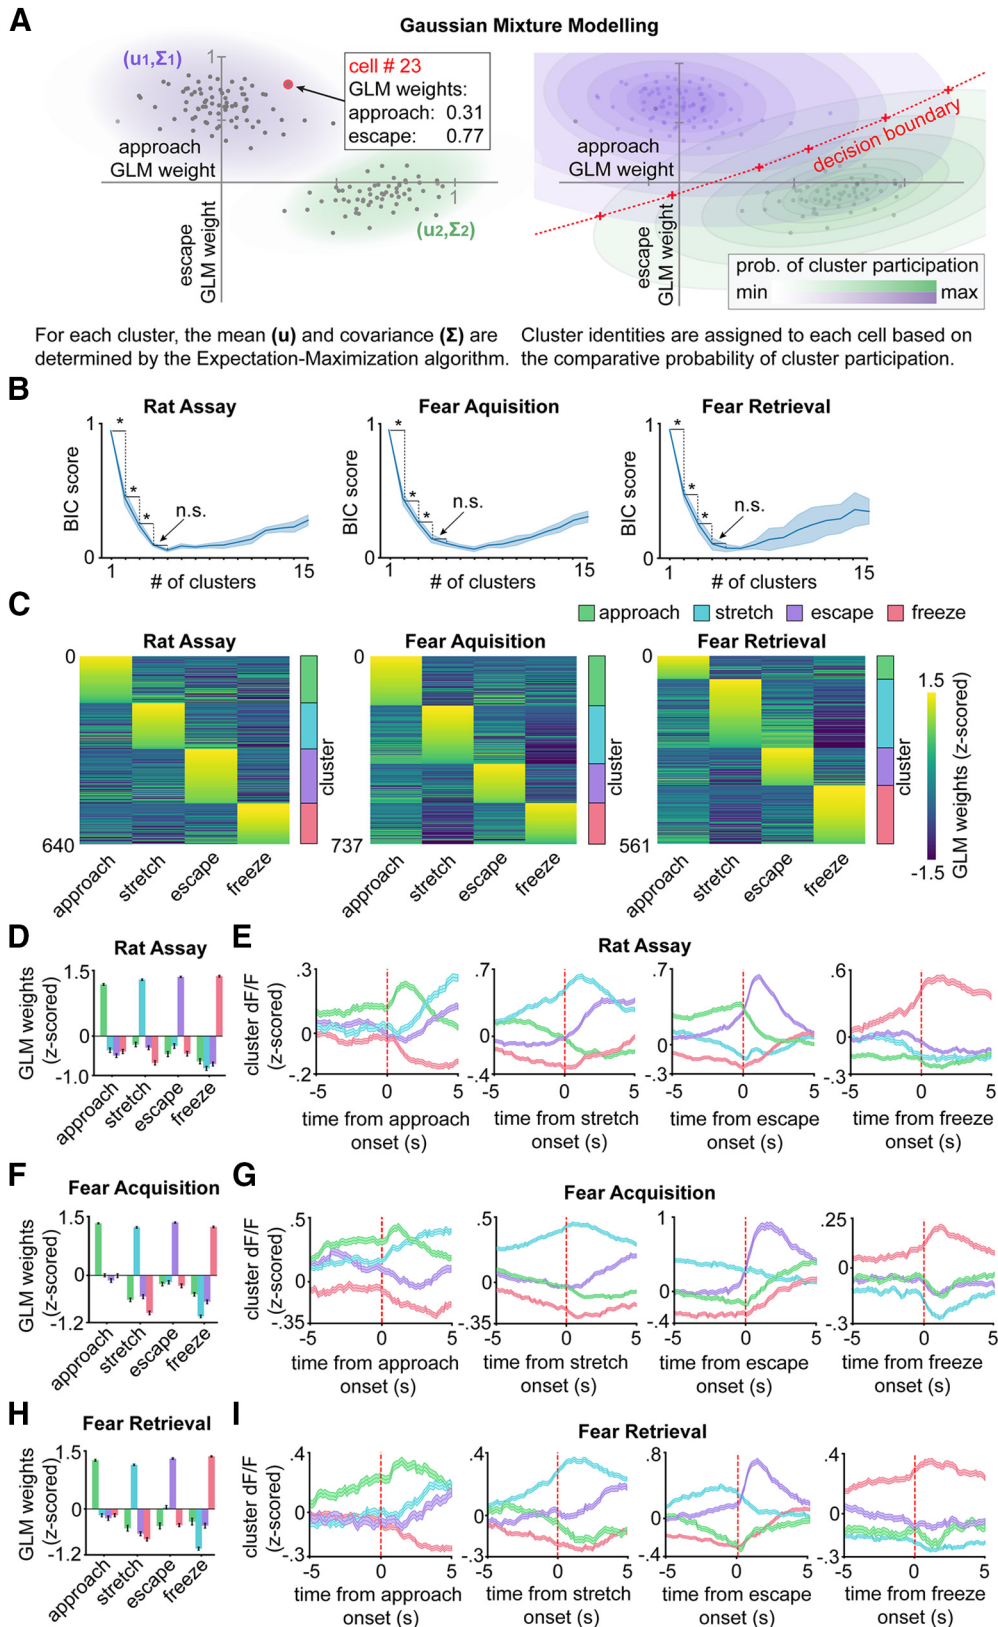 A
Gaussian Mixture Modelling
(u1,Σ1)
1
cell # 23
GLM weights:
approach: 0.31
escape: 0.77
approach
GLM weight
1
(u2,Σ2)
escape
GLM weight
approach
GLM weight
decision boundary
escape
GLM weight
prob. of cluster participation
min
max
For each cluster, the mean (u) and covariance (Σ) are
determined by the Expectation-Maximization algorithm.
Cluster identities are assigned to each cell based on
the comparative probability of cluster participation.
B
Rat Assay
1
BIC score
0
*
*
*
n.s.
1
15
# of clusters
Fear Aquisition
1
BIC score
0
*
*
*
n.s.
1
15
# of clusters
Fear Retrieval
1
BIC score
0
*
*
*
n.s.
1
15
# of clusters
C
approach
stretch
escape
freeze
Rat Assay
0
640
cluster
approach
stretch
escape
freeze
Fear Aquisition
0
737
cluster
approach
stretch
escape
freeze
Fear Retrieval
0
561
cluster
approach
stretch
escape
freeze
1.5
-1.5
GLM weights (z-scored)
D
Rat Assay
GLM weights
(z-scored)
1.5
0
-1.0
approach
stretch
escape
freeze
E
Rat Assay
cluster dF/F
(z-scored)
.3
0
-.2
-5
0
5
time from approach
onset (s)
.7
0
-.4
-5
0
5
time from stretch
onset (s)
.7
0
-.3
-5
0
5
time from escape
onset (s)
.6
0
-.3
-5
0
5
time from freeze
onset (s)
F
Fear Acquisition
GLM weights
(z-scored)
1.5
0
-1.2
approach
stretch
escape
freeze
G
Fear Acquisition
cluster dF/F
(z-scored)
.5
0
-.35
-5
0
5
time from approach
onset (s)
.5
0
-.35
-5
0
5
time from stretch
onset (s)
1
0
-.4
-5
0
5
time from escape
onset (s)
0.25
0
-.3
-5
0
5
time from freeze
onset (s)
H
Fear Retrieval
GLM weights
(z-scored)
1.5
0
-1.2
approach
stretch
escape
freeze
I
Fear Retrieval
cluster dF/F
(z-scored)
.4
0
-.3
-5
0
5
time from approach
onset (s)
.4
0
-.3
-5
0
5
time from stretch
onset (s)
.8
0
-.4
-5
0
5
time from escape
onset (s)
.4
0
-.3
-5
0
5
time from freeze
onset (s)